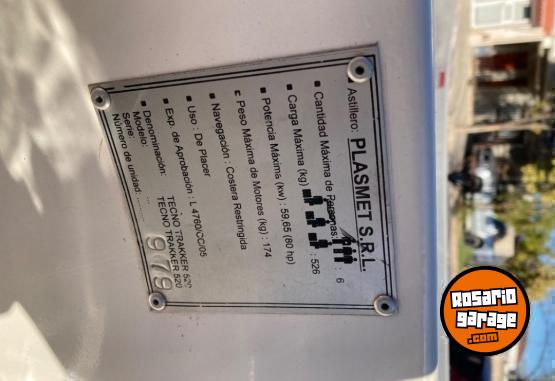 Astillero: PLASMET S.R.L.
Cantidad Máxima de Personas: 6
Carga Máxima (kg) : 526
Potencia Máxima (kw) : 59,65 (80 hp)
Peso Máxima de Motores (kg) : 174
Navegación : Costera Restringida
Uso : De Placer
Exp. de Aprobación : L 4760/CC/05
Denominación: TECNO TRAKKER 520
Modelo: TECNO TRAKKER 520
Serie:
Número de unidad: 979
Rosario
garage
.com